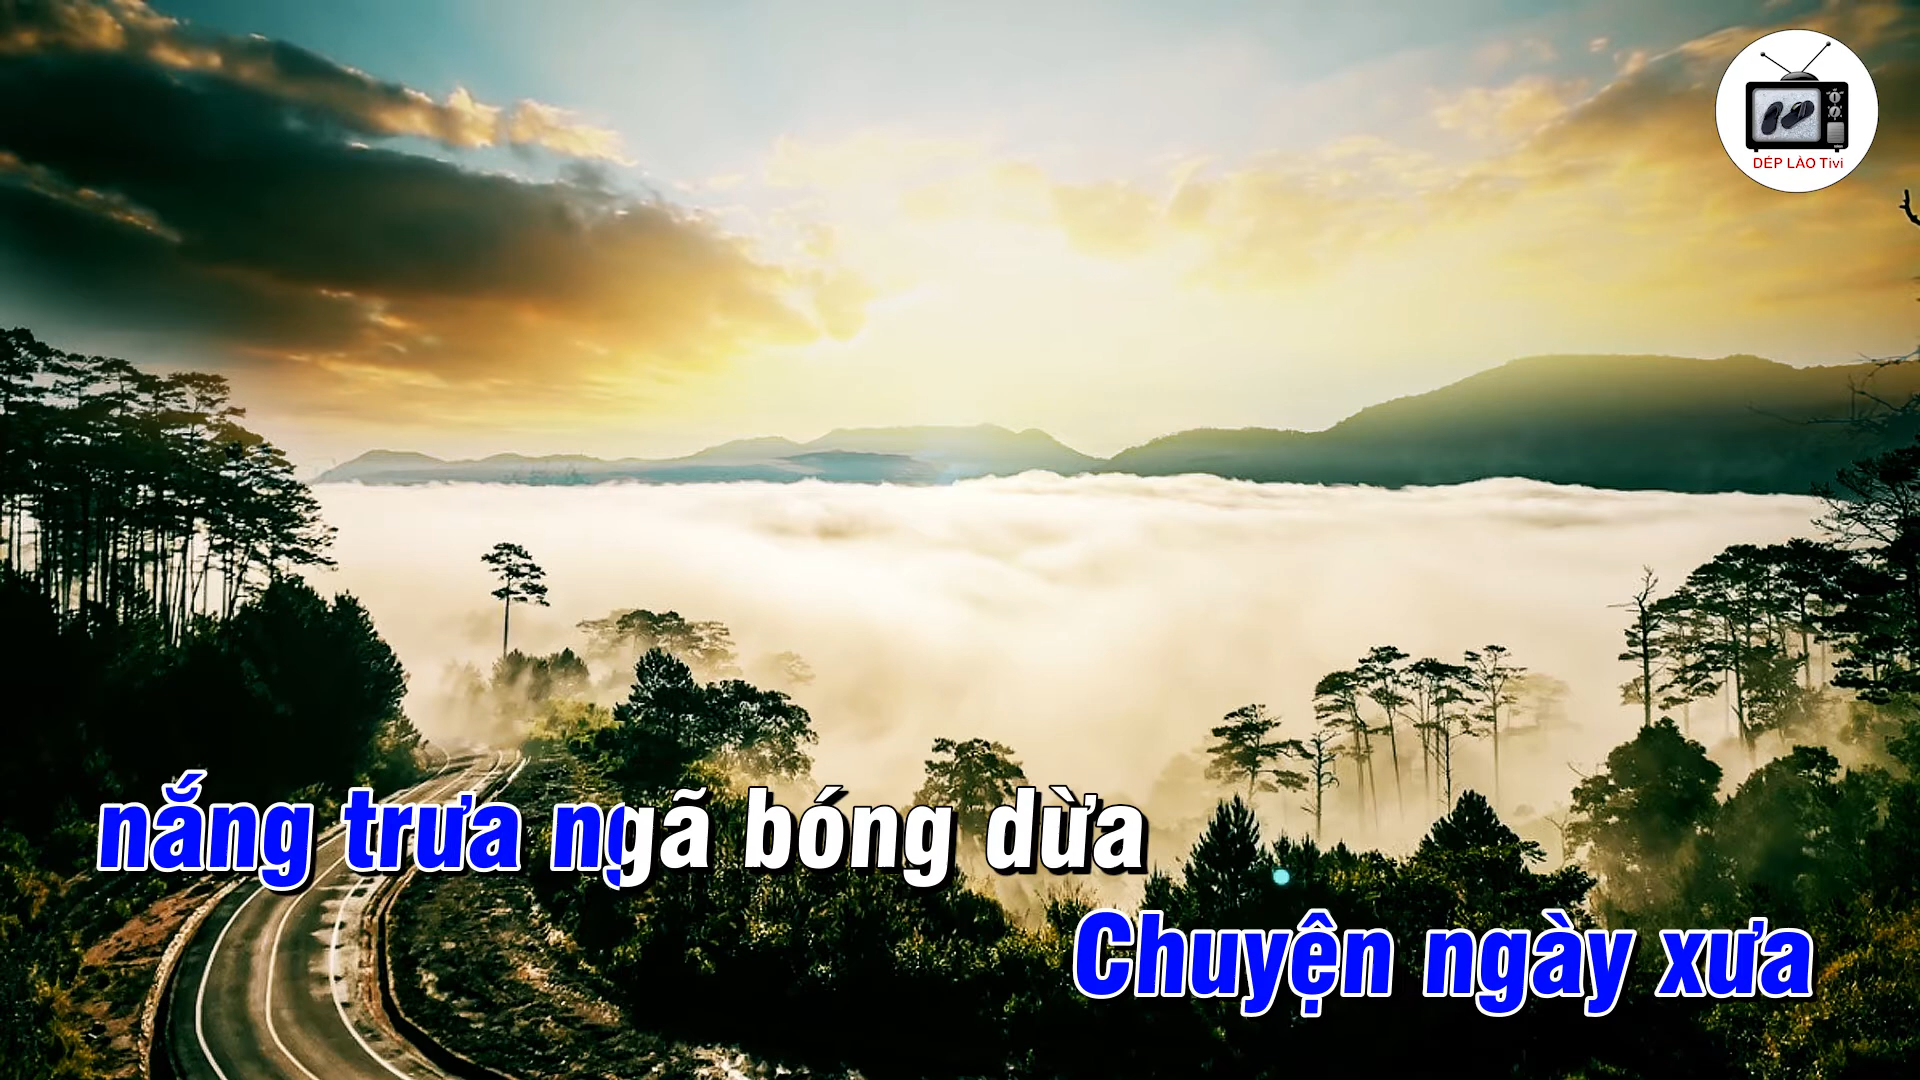 DÉP LÀO Tivi
nắng trưa ngã bóng dừa
Chuyện ngày xưa